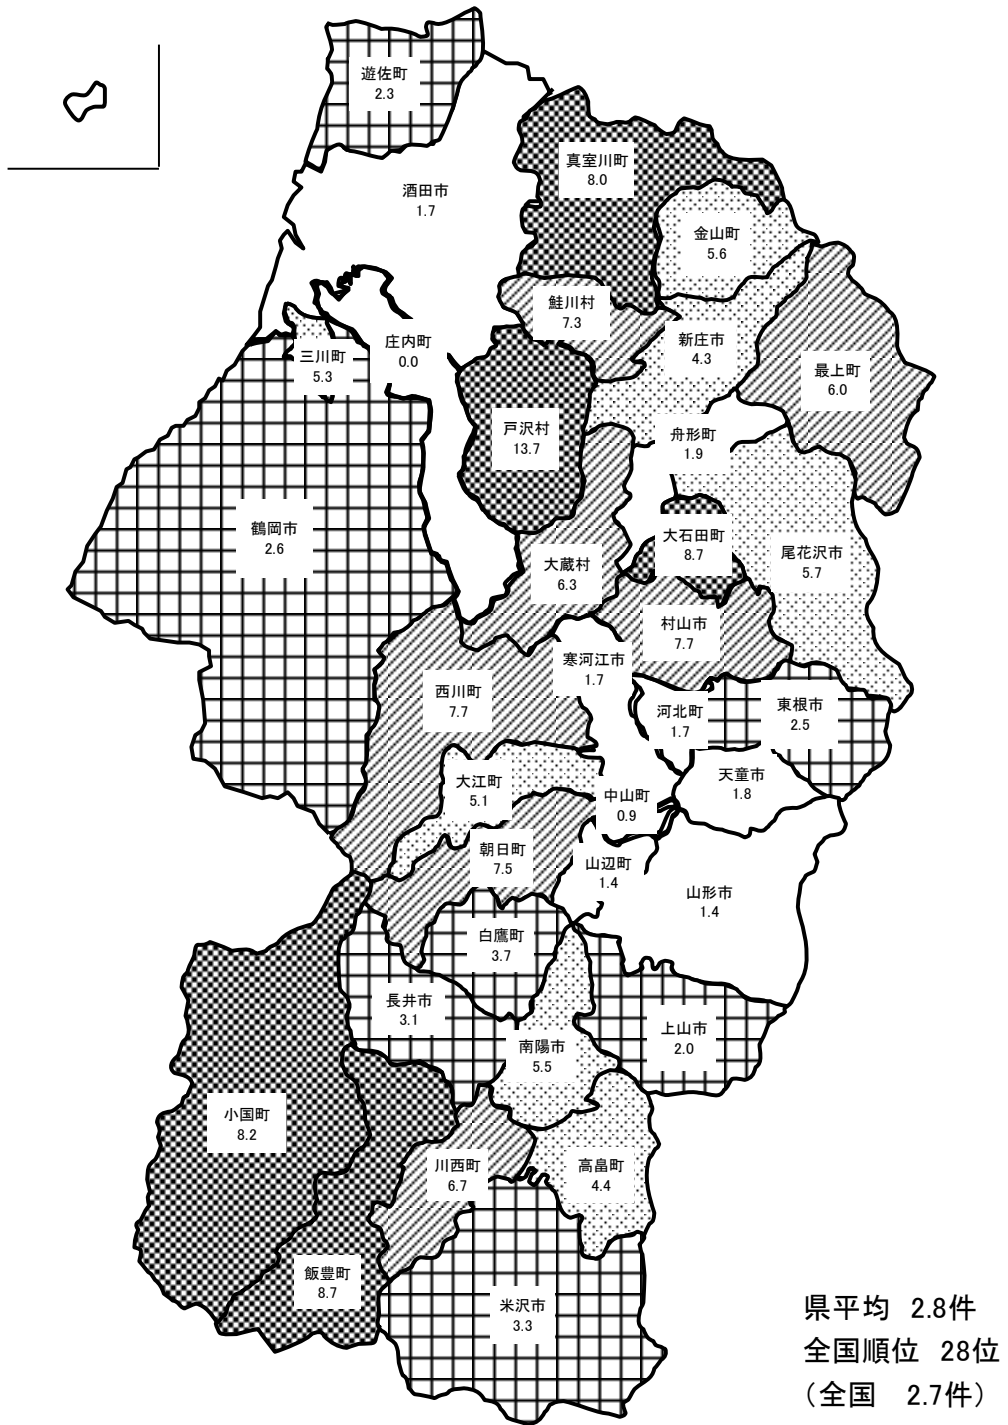 遊佐町
2.3
真室川町
8.0
酒田市
1.7
金山町
5.6
鮭川村
7.3
新庄市
4.3
庄内町
0.0
三川町
5.3
最上町
6.0
戸沢村
13.7
舟形町
1.9
鶴岡市
2.6
大石田町
8.7
尾花沢市
5.7
大蔵村
6.3
村山市
7.7
寒河江市
1.7
西川町
7.7
河北町
1.7
東根市
2.5
天童市
1.8
大江町
5.1
中山町
0.9
朝日町
7.5
山辺町
1.4
山形市
1.4
白鷹町
3.7
長井市
3.1
上山市
2.0
南陽市
5.5
小国町
8.2
川西町
6.7
高畠町
4.4
飯豊町
8.7
米沢市
3.3
県平均 2.8件
全国順位 28位
(全国 2.7件)